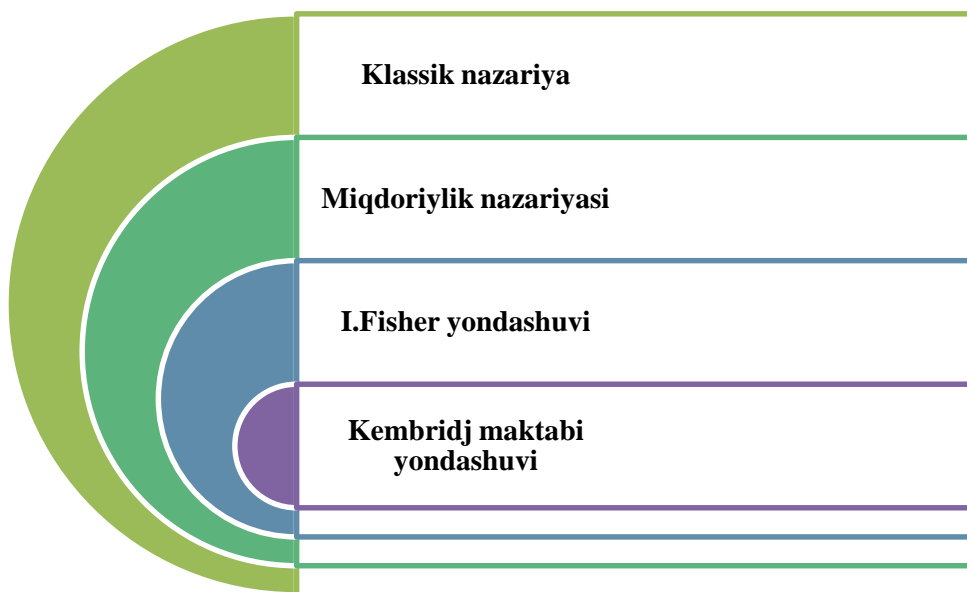 Klassik nazariya
Miqdoriylik nazariyasi
I.Fisher yondashuvi
Kembridj maktabi
yondashuvi